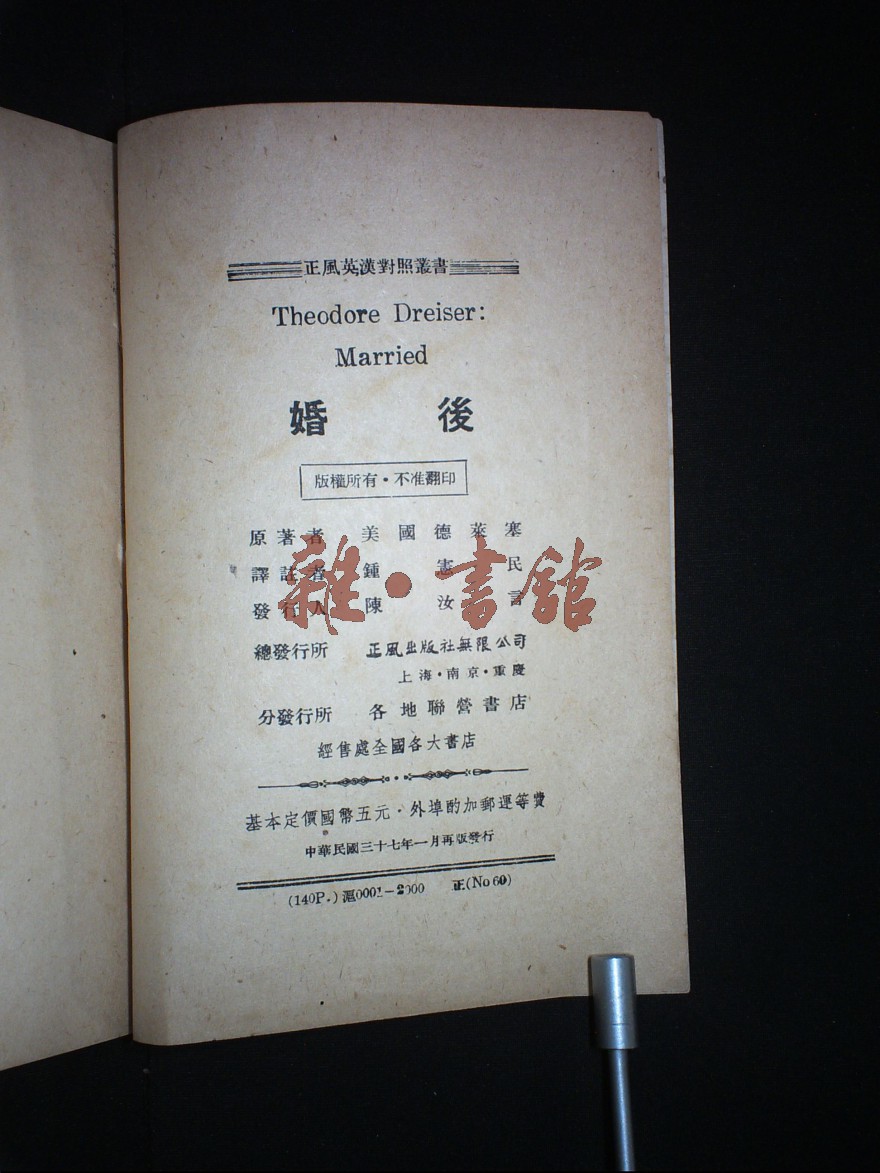 正風英漢對照叢書
Theodore Dreiser:
Married
婚 後
版權所有·不准翻印
原著者 美國德萊塞
譯註者 鍾憲民
發行人 陳汝言
總發行所 正風出版社無限公司
上海·南京·重慶
分發行所 各地聯營書店
經售處全國各大書店
基本定價國幣五元·外埠酌加郵運等費
中華民國三十七年一月再版發行
(140P.) 滬0001-2000 正(No 60)
雜·書館